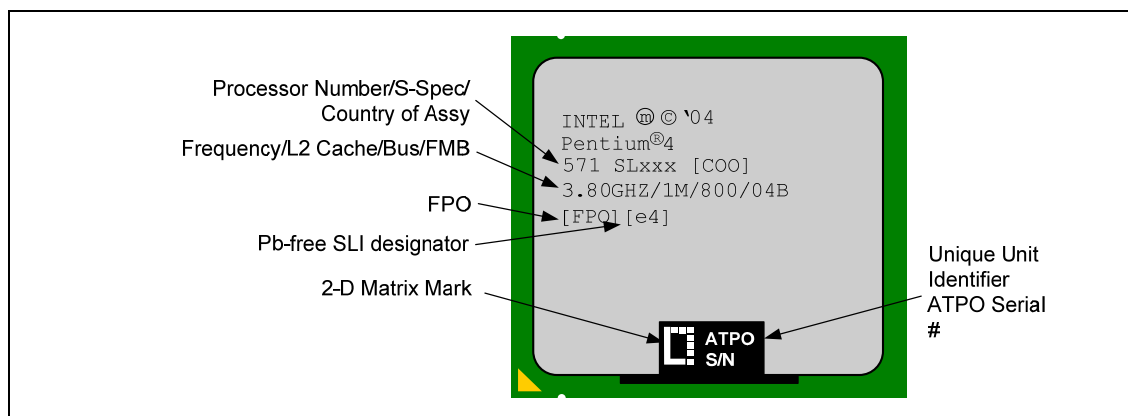 Processor Number/S-Spec/
Country of Assy
Frequency/L2 Cache/Bus/FMB
FPO
Pb-free SLI designator
2-D Matrix Mark
INTEL ⓜ © '04
Pentium®4
571 SLxxx [COO]
3.80GHZ/1M/800/04B
[FPO][e4]
ATPO
S/N
Unique Unit
Identifier
ATPO Serial
#